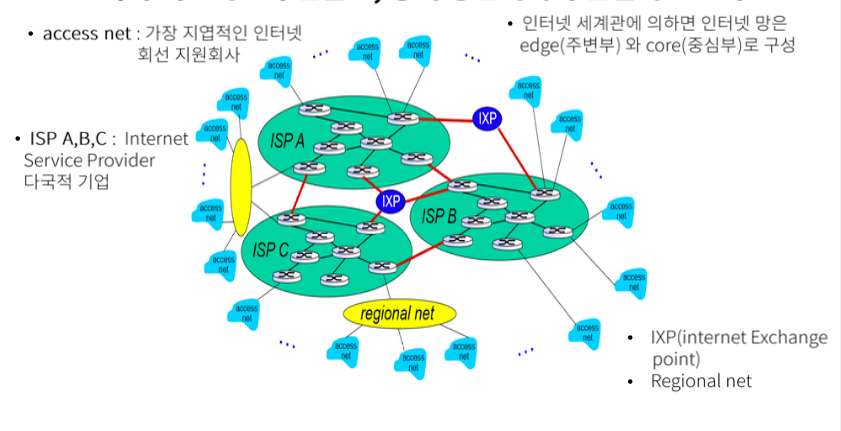 • access net : 가장 지엽적인 인터넷
회선 지원회사
• 인터넷 세계관에 의하면 인터넷 망은
edge(주변부) 와 core(중심부)로 구성
access
net
access
net
access
net
access
net
access
net
access
net
access
net
IXP
ISP A
• ISP A,B,C : Internet
Service Provider
다국적 기업
IXP
ISP B
access
net
access
net
ISP C
access
net
access
net
access
net
regional net
access
net
access
net
access
net
access
net
• IXP(internet Exchange
point)
• Regional net